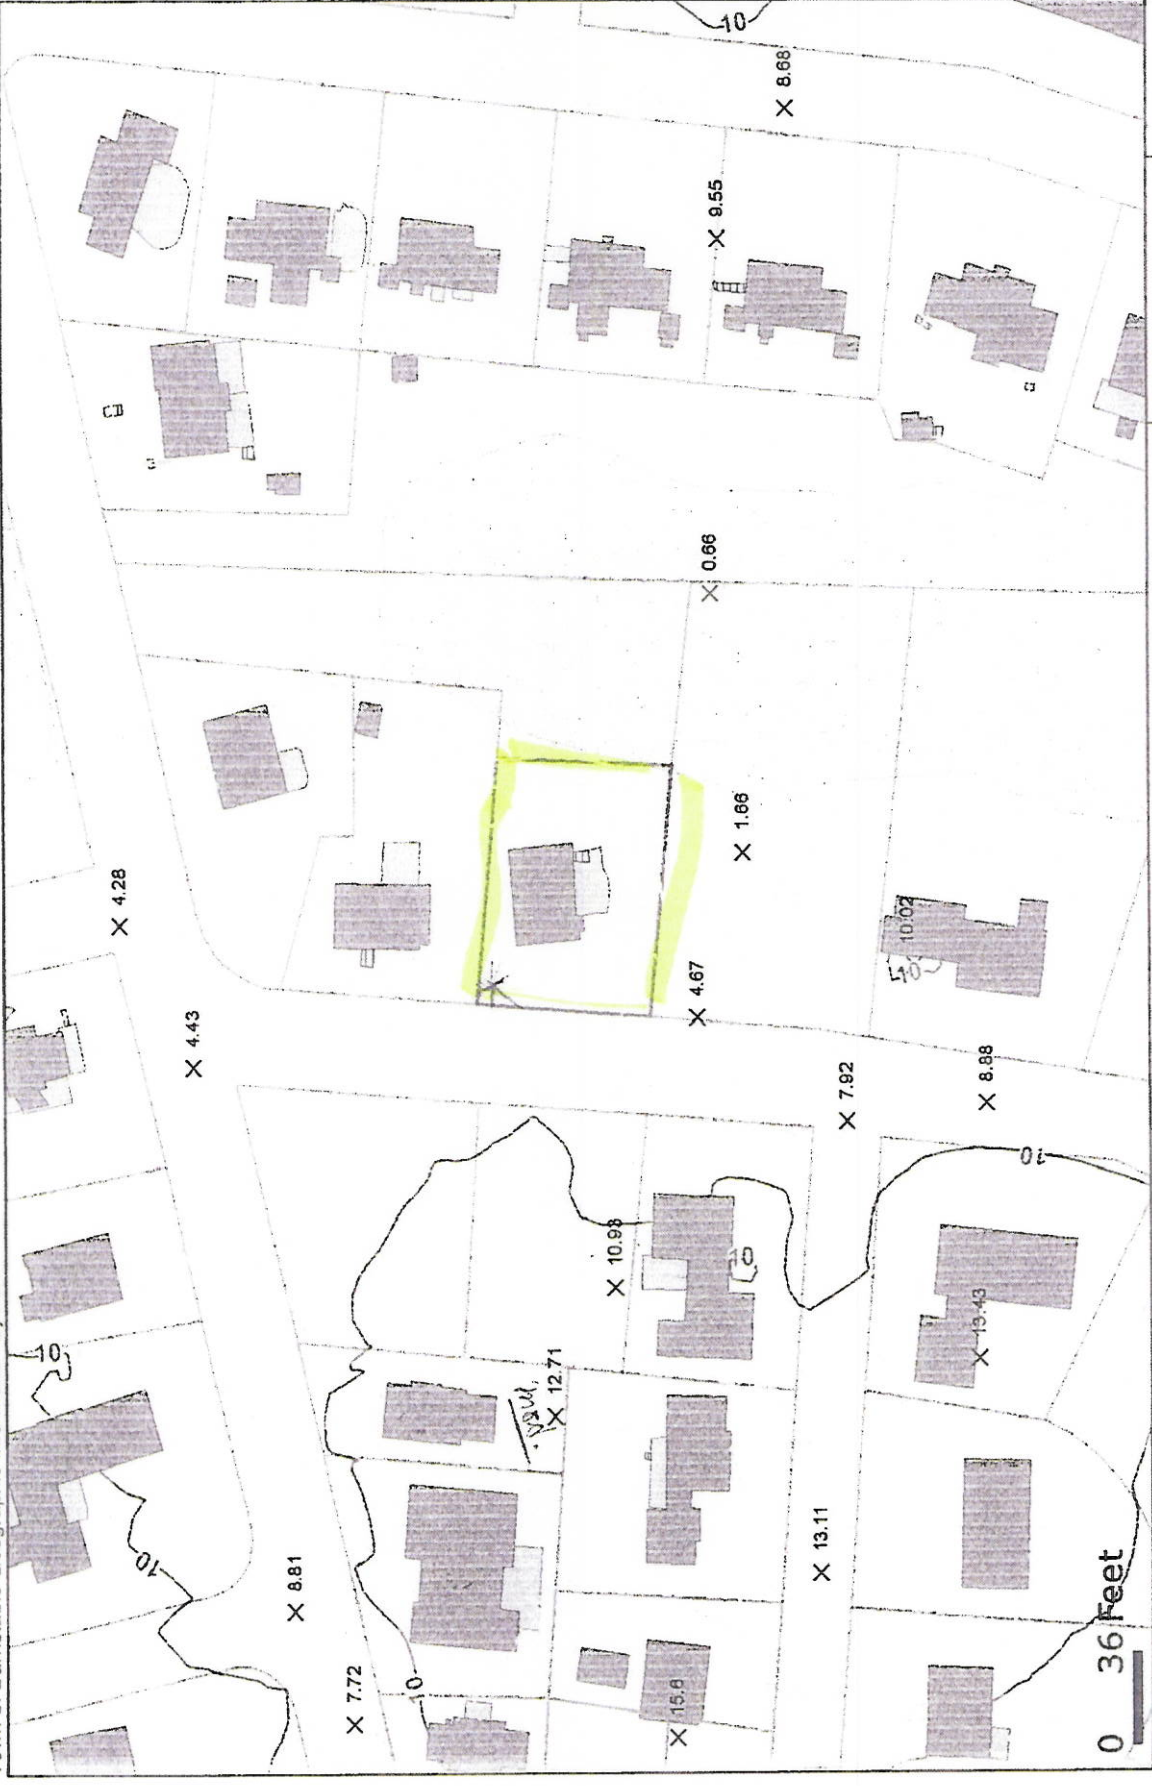 10
X 8.68
X 9.55
X 0.66
X 1.66
X 4.28
X 4.43
X 4.67
10.02
10
X 7.92
X 8.88
10
X 10.93
10
X 12.71
X 13.43
10
10
X 8.81
X 13.11
X 7.72
10
X 15.6
0 36 Feet